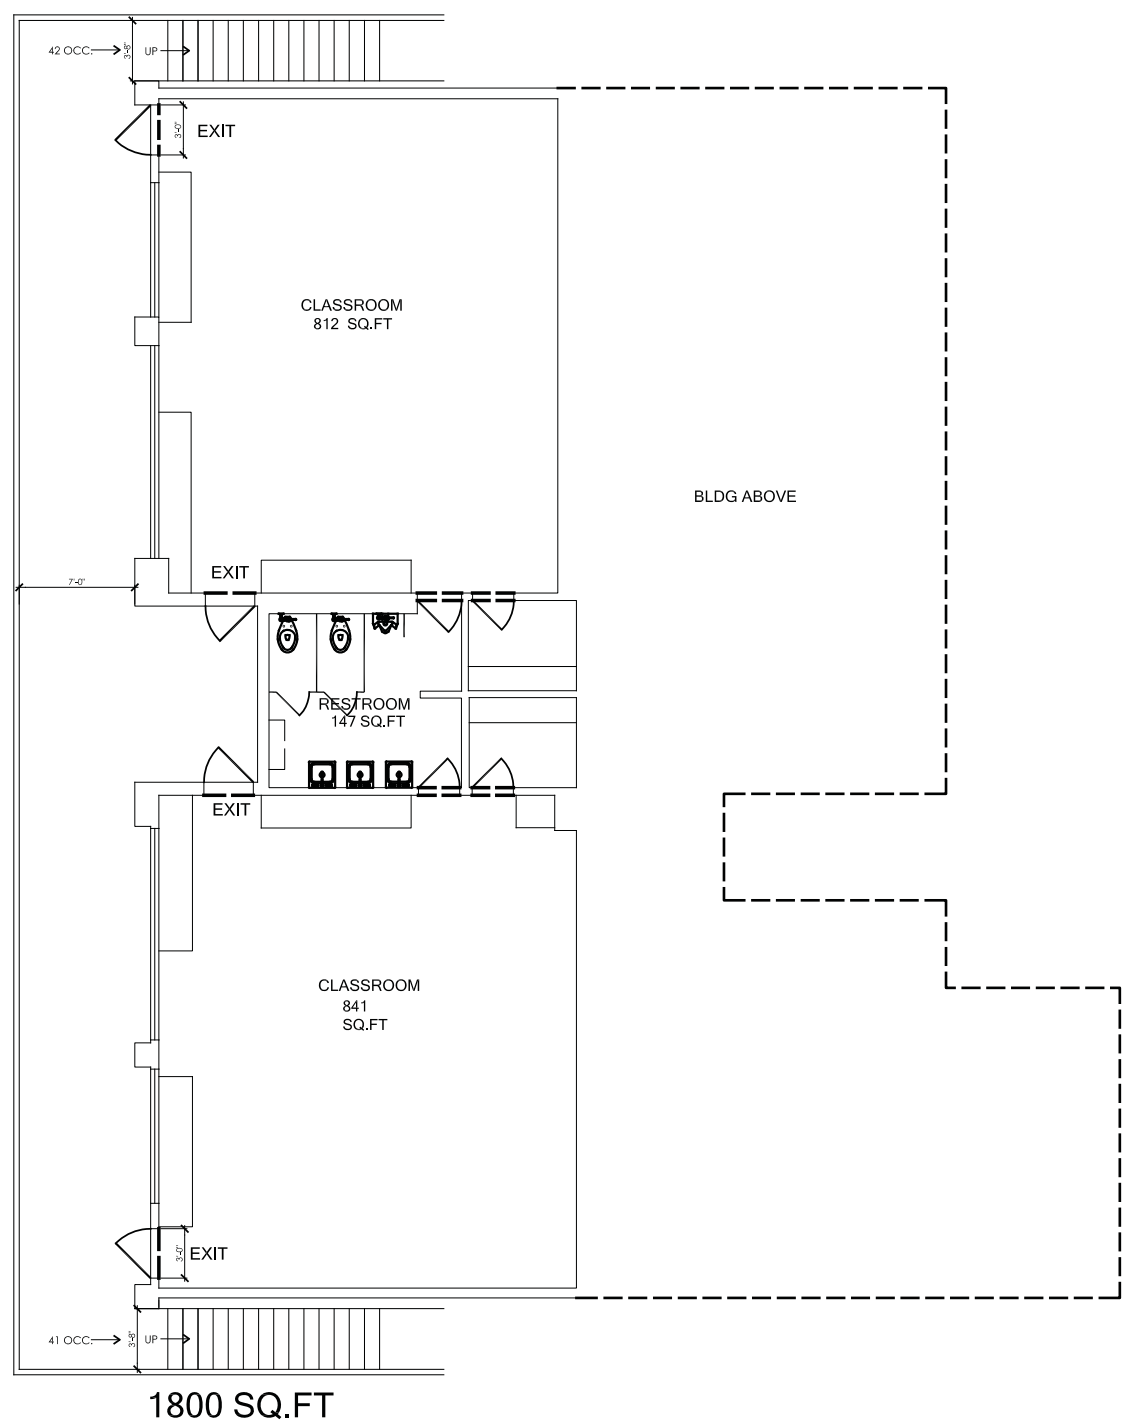 42 OCC.
3'-8"
UP
3'-0"
EXIT
CLASSROOM
812 SQ.FT
BLDG ABOVE
EXIT
7'-0"
RESTROOM
147 SQ.FT
EXIT
CLASSROOM
841
SQ.FT
3'-0"
EXIT
41 OCC.
3'-8"
UP
1800 SQ.FT